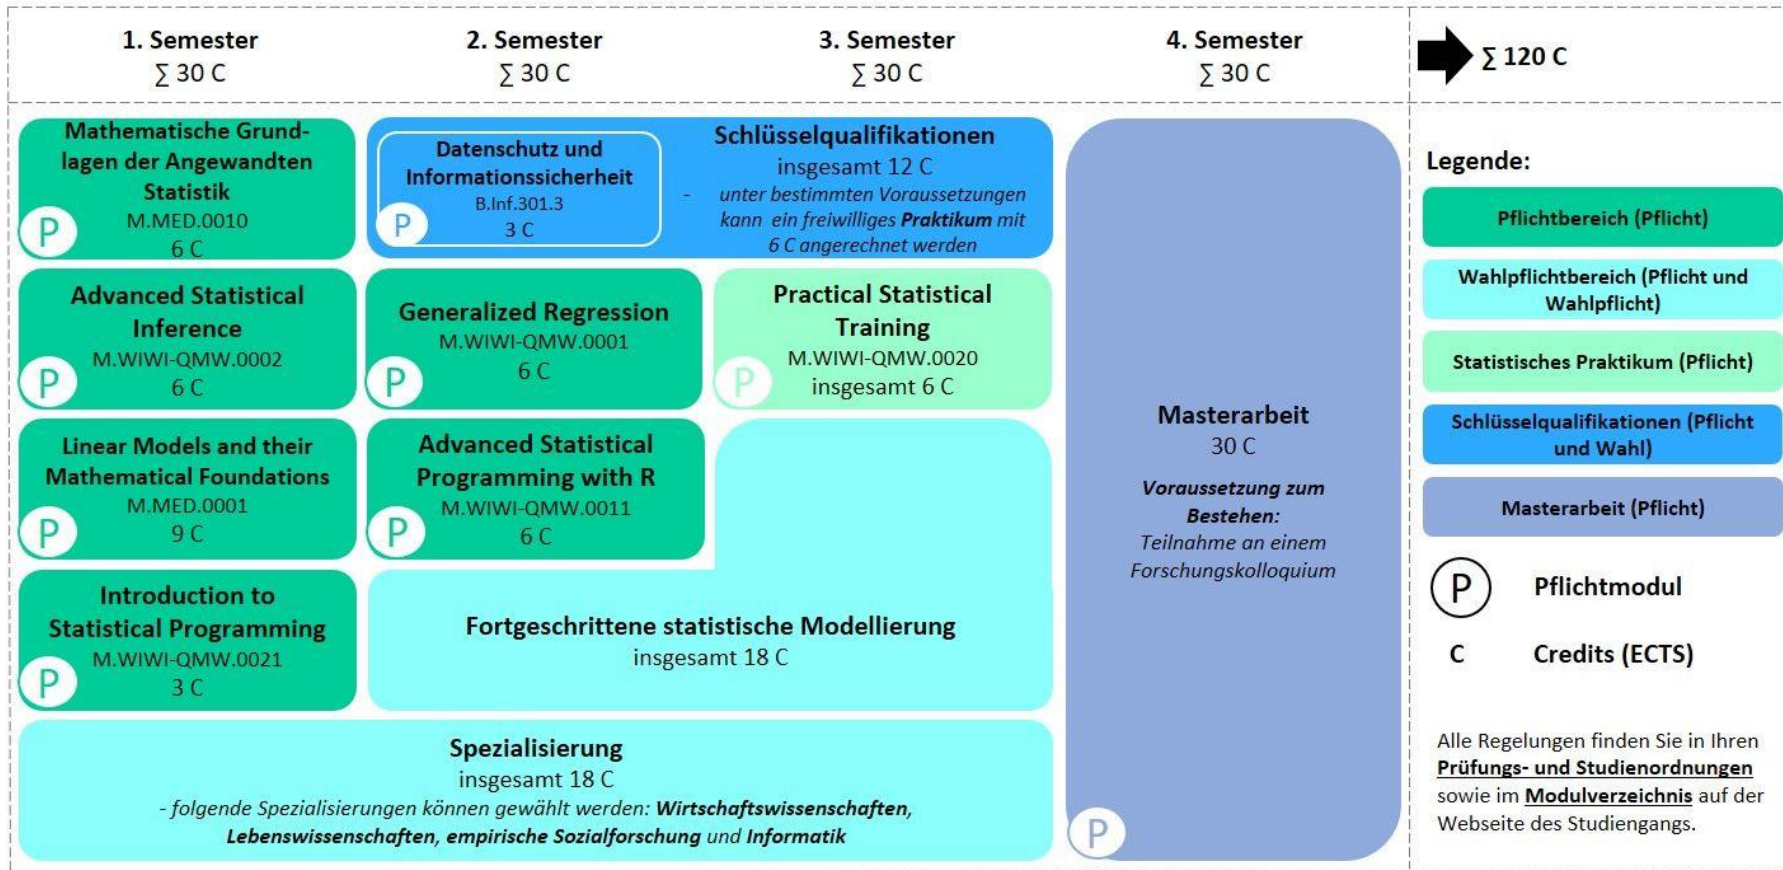 1. Semester
∑ 30 C
2. Semester
∑ 30 C
3. Semester
∑ 30 C
4. Semester
∑ 30 C
∑ 120 C
Mathematische Grund-
lagen der Angewandten
Statistik
M.MED.0010
6 C
P
Datenschutz und
Informationssicherheit
B.Inf.301.3
3 C
P
Schlüsselqualifikationen
insgesamt 12 C
- unter bestimmten Voraussetzungen
kann ein freiwilliges Praktikum mit
6 C angerechnet werden
Advanced Statistical
Inference
M.WIWI-QMW.0002
6 C
P
Generalized Regression
M.WIWI-QMW.0001
6 C
P
Practical Statistical
Training
M.WIWI-QMW.0020
insgesamt 6 C
P
Linear Models and their
Mathematical Foundations
M.MED.0001
9 C
P
Advanced Statistical
Programming with R
M.WIWI-QMW.0011
6 C
P
Introduction to
Statistical Programming
M.WIWI-QMW.0021
3 C
P
Fortgeschrittene statistische Modellierung
insgesamt 18 C
Spezialisierung
insgesamt 18 C
- folgende Spezialisierungen können gewählt werden: Wirtschaftswissenschaften,
Lebenswissenschaften, empirische Sozialforschung und Informatik
Masterarbeit
30 C
Voraussetzung zum
Bestehen:
Teilnahme an einem
Forschungskolloquium
P
Legende:
Pflichtbereich (Pflicht)
Wahlpflichtbereich (Pflicht und
Wahlpflicht)
Statistisches Praktikum (Pflicht)
Schlüsselqualifikationen (Pflicht
und Wahl)
Masterarbeit (Pflicht)
P Pflichtmodul
C Credits (ECTS)
Alle Regelungen finden Sie in Ihren
Prüfungs- und Studienordnungen
sowie im Modulverzeichnis auf der
Webseite des Studiengangs.